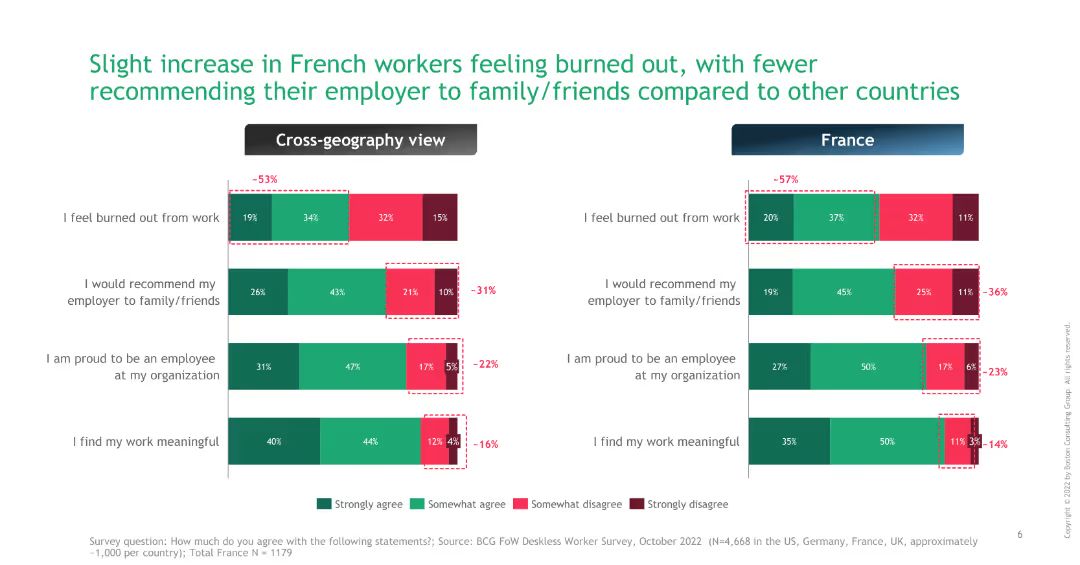 Slight increase in French workers feeling burned out, with fewer
recommending their employer to family/friends compared to other countries
Cross-geography view
~53%
I feel burned out from work
19%
34%
32%
15%
I would recommend my
employer to family/friends
26%
43%
21%
10%
~31%
I am proud to be an employee
at my organization
31%
47%
17%
5%
~22%
I find my work meaningful
40%
44%
12%
4%
~16%
France
~57%
I feel burned out from work
20%
37%
32%
11%
I would recommend my
employer to family/friends
19%
45%
25%
11%
~36%
I am proud to be an employee
at my organization
27%
50%
17%
6%
~23%
I find my work meaningful
35%
50%
11%
3%
~14%
Strongly agree
Somewhat agree
Somewhat disagree
Strongly disagree
Survey question: How much do you agree with the following statements?; Source: BCG FoW Deskless Worker Survey, October 2022 (N=4,668 in the US, Germany, France, UK, approximately
~1,000 per country); Total France N = 1179
6
Copyright © 2022 by Boston Consulting Group. All rights reserved.